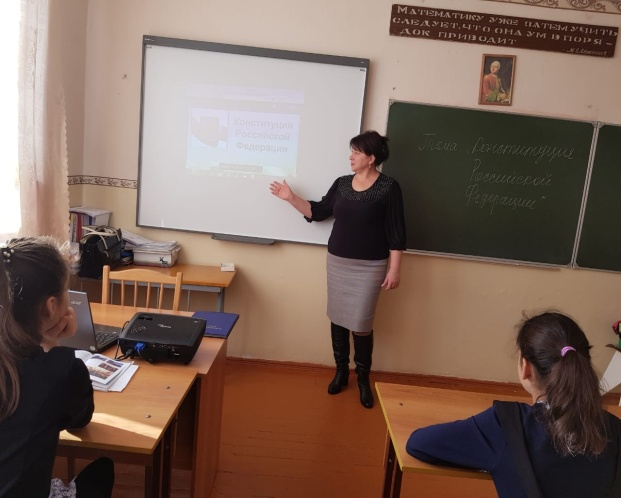 МАТЕМАТИКУ УЖЕ ЗАТЕМ УЧИТЬ
СЛЕДУЕТ, ЧТО ОНА УМ В ПОРЯ-
ДОК ПРИВОДИТ
Конституция
Российской
Федерации
Тема „Конституция
Российской
Федерации"